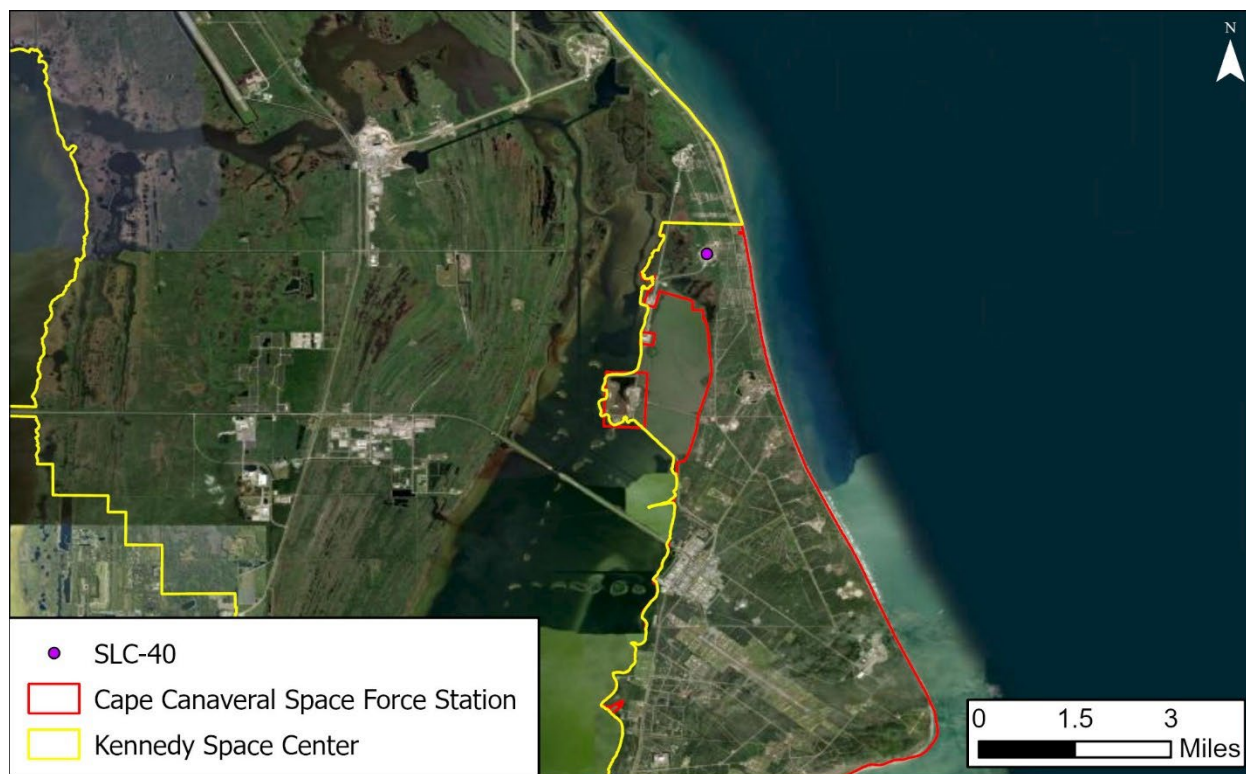 N
SLC-40
Cape Canaveral Space Force Station
Kennedy Space Center
0 1.5 3
Miles